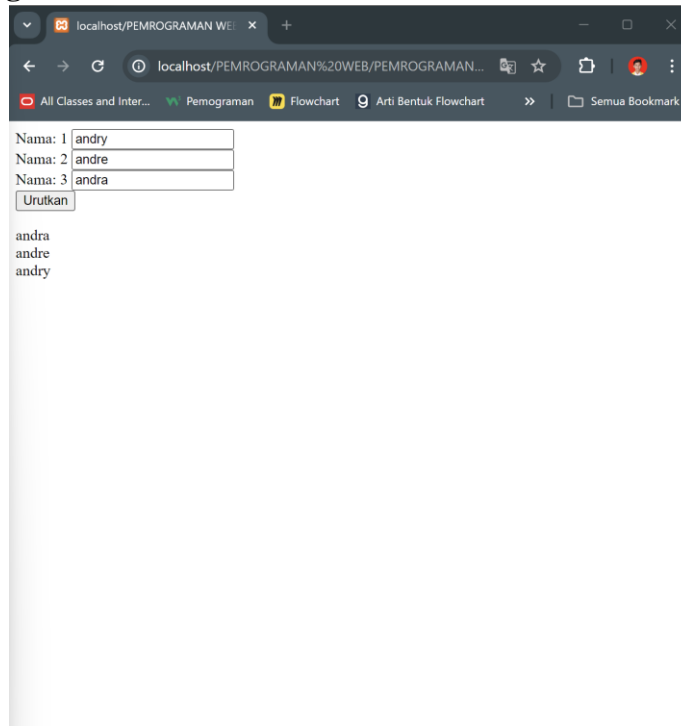 localhost/PEMROGRAMAN WE
localhost/PEMROGRAMAN%20WEB/PEMROGRAMAN...
All Classes and Inter... Pemograman Flowchart Arti Bentuk Flowchart » Semua Bookmark
Nama: 1 andry
Nama: 2 andre
Nama: 3 andra
Urutkan
andra
andre
andry